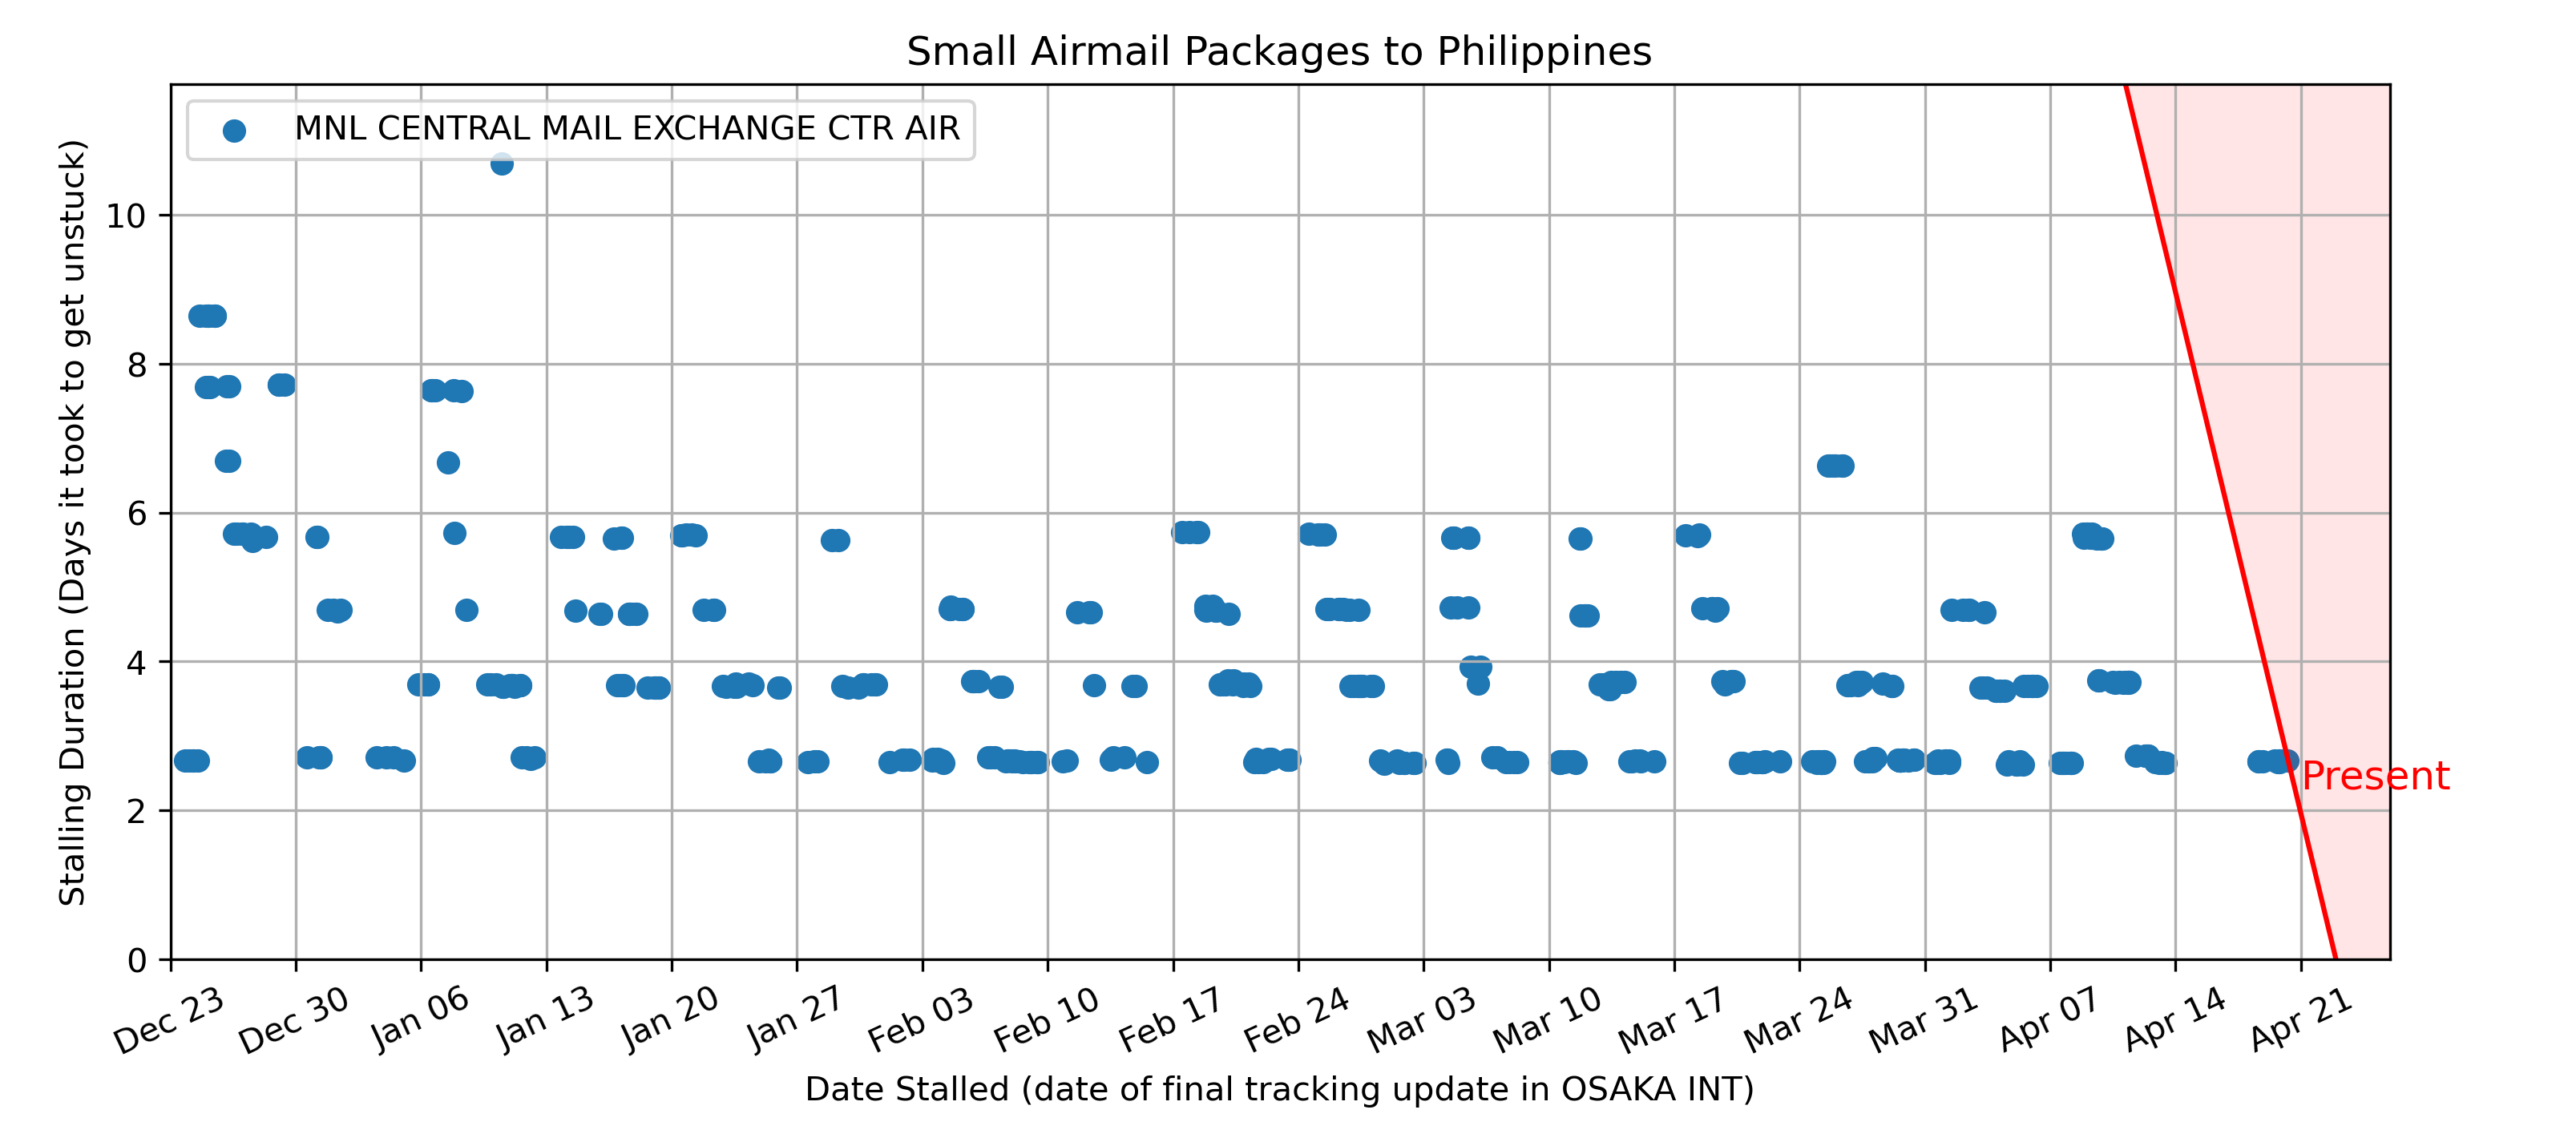 Small Airmail Packages to Philippines
MNL CENTRAL MAIL EXCHANGE CTR AIR
Stalling Duration (Days it took to get unstuck)
10
8
6
4
2
0
Present
Dec 23
Dec 30
Jan 06
Jan 13
Jan 20
Jan 27
Feb 03
Feb 10
Feb 17
Feb 24
Mar 03
Mar 10
Mar 17
Mar 24
Mar 31
Apr 07
Apr 14
Apr 21
Date Stalled (date of final tracking update in OSAKA INT)